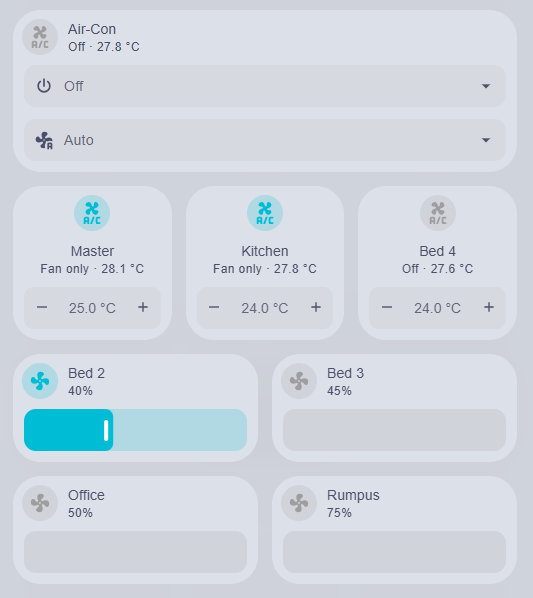 A/C
Air-Con
Off · 27.8 °C
Off
A
Auto
A/C
A/C
A/C
Master
Kitchen
Bed 4
Fan only · 28.1 °C
Fan only · 27.8 °C
Off · 27.6 °C
− 25.0 °C +
− 24.0 °C +
− 24.0 °C +
Bed 2
40%
Bed 3
45%
Office
50%
Rumpus
75%